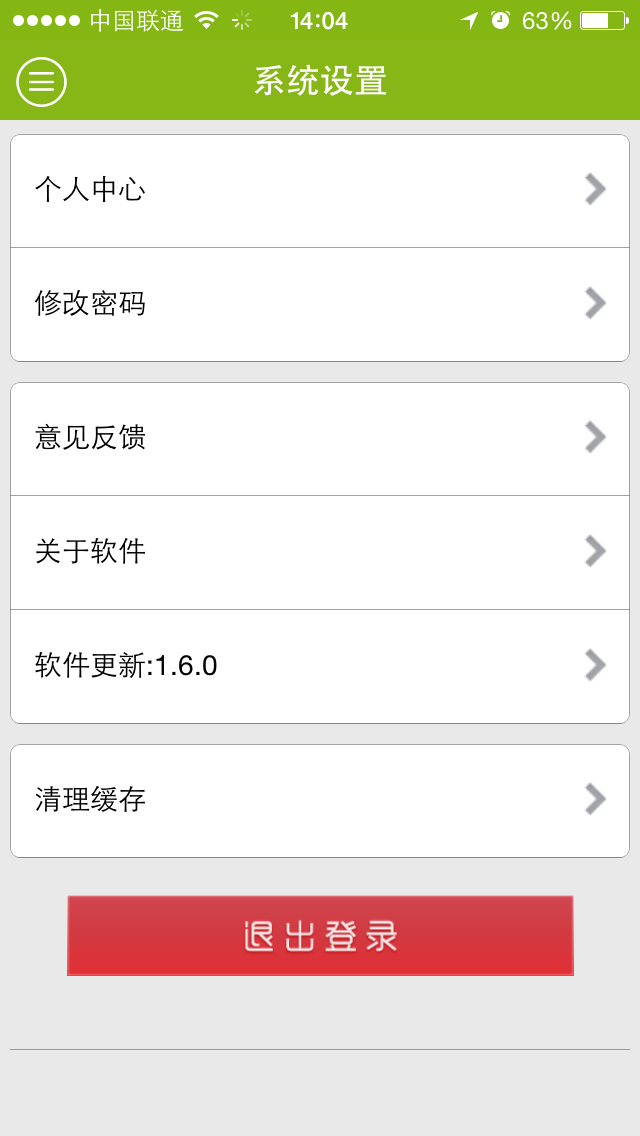 中国联通 14:04 63%
系统设置
个人中心
修改密码
意见反馈
关于软件
软件更新:1.6.0
清理缓存
退出登录